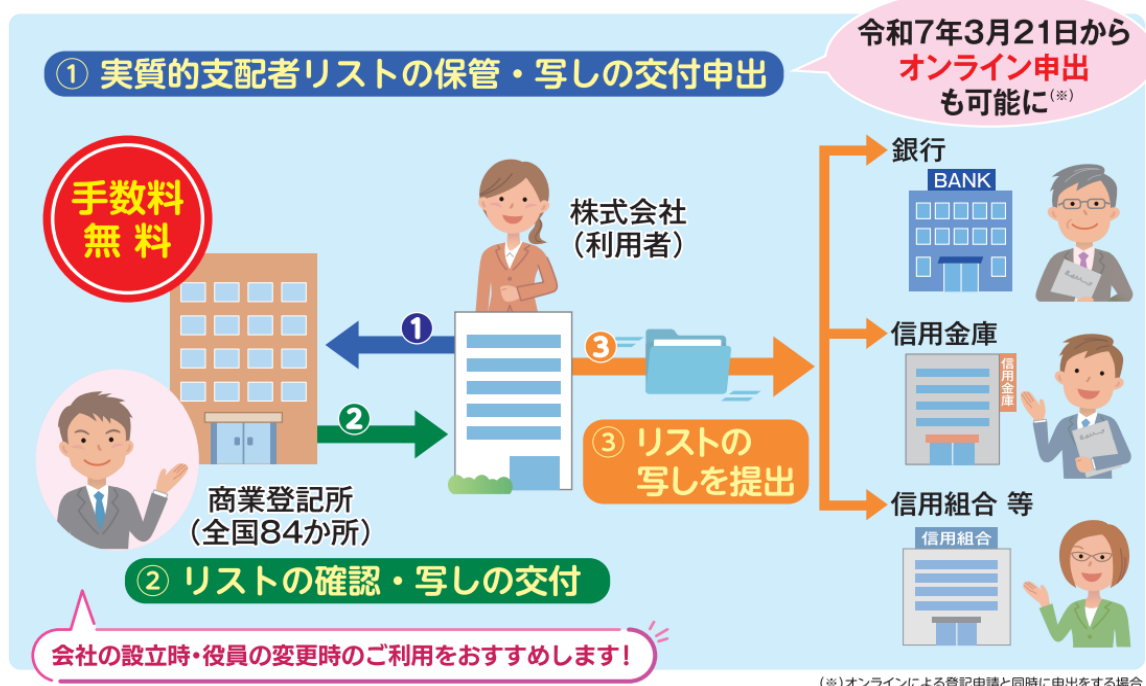 ① 実質的支配者リストの保管・写しの交付申出
令和7年3月21日から
オンライン申出
も可能に(※)
手数料
無料
株式会社
(利用者)
銀行
BANK
1
3
信用金庫
信用金庫
2
③ リストの
写しを提出
商業登記所
(全国84か所)
信用組合 等
信用組合
② リストの確認・写しの交付
会社の設立時・役員の変更時のご利用をおすすめします!
(※)オンラインによる登記申請と同時に申出をする場合